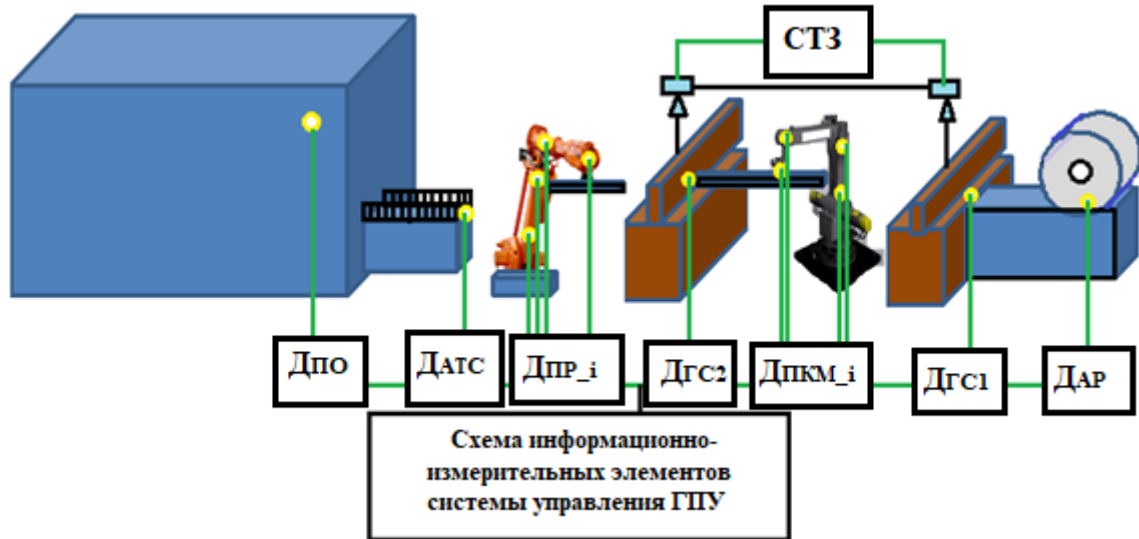 СТЗ
ДПО
ДАТС
ДПР_i
ДГС2
ДПКМ_i
ДГС1
ДАР
Схема информационно-
измерительных элементов
системы управления ГПУ